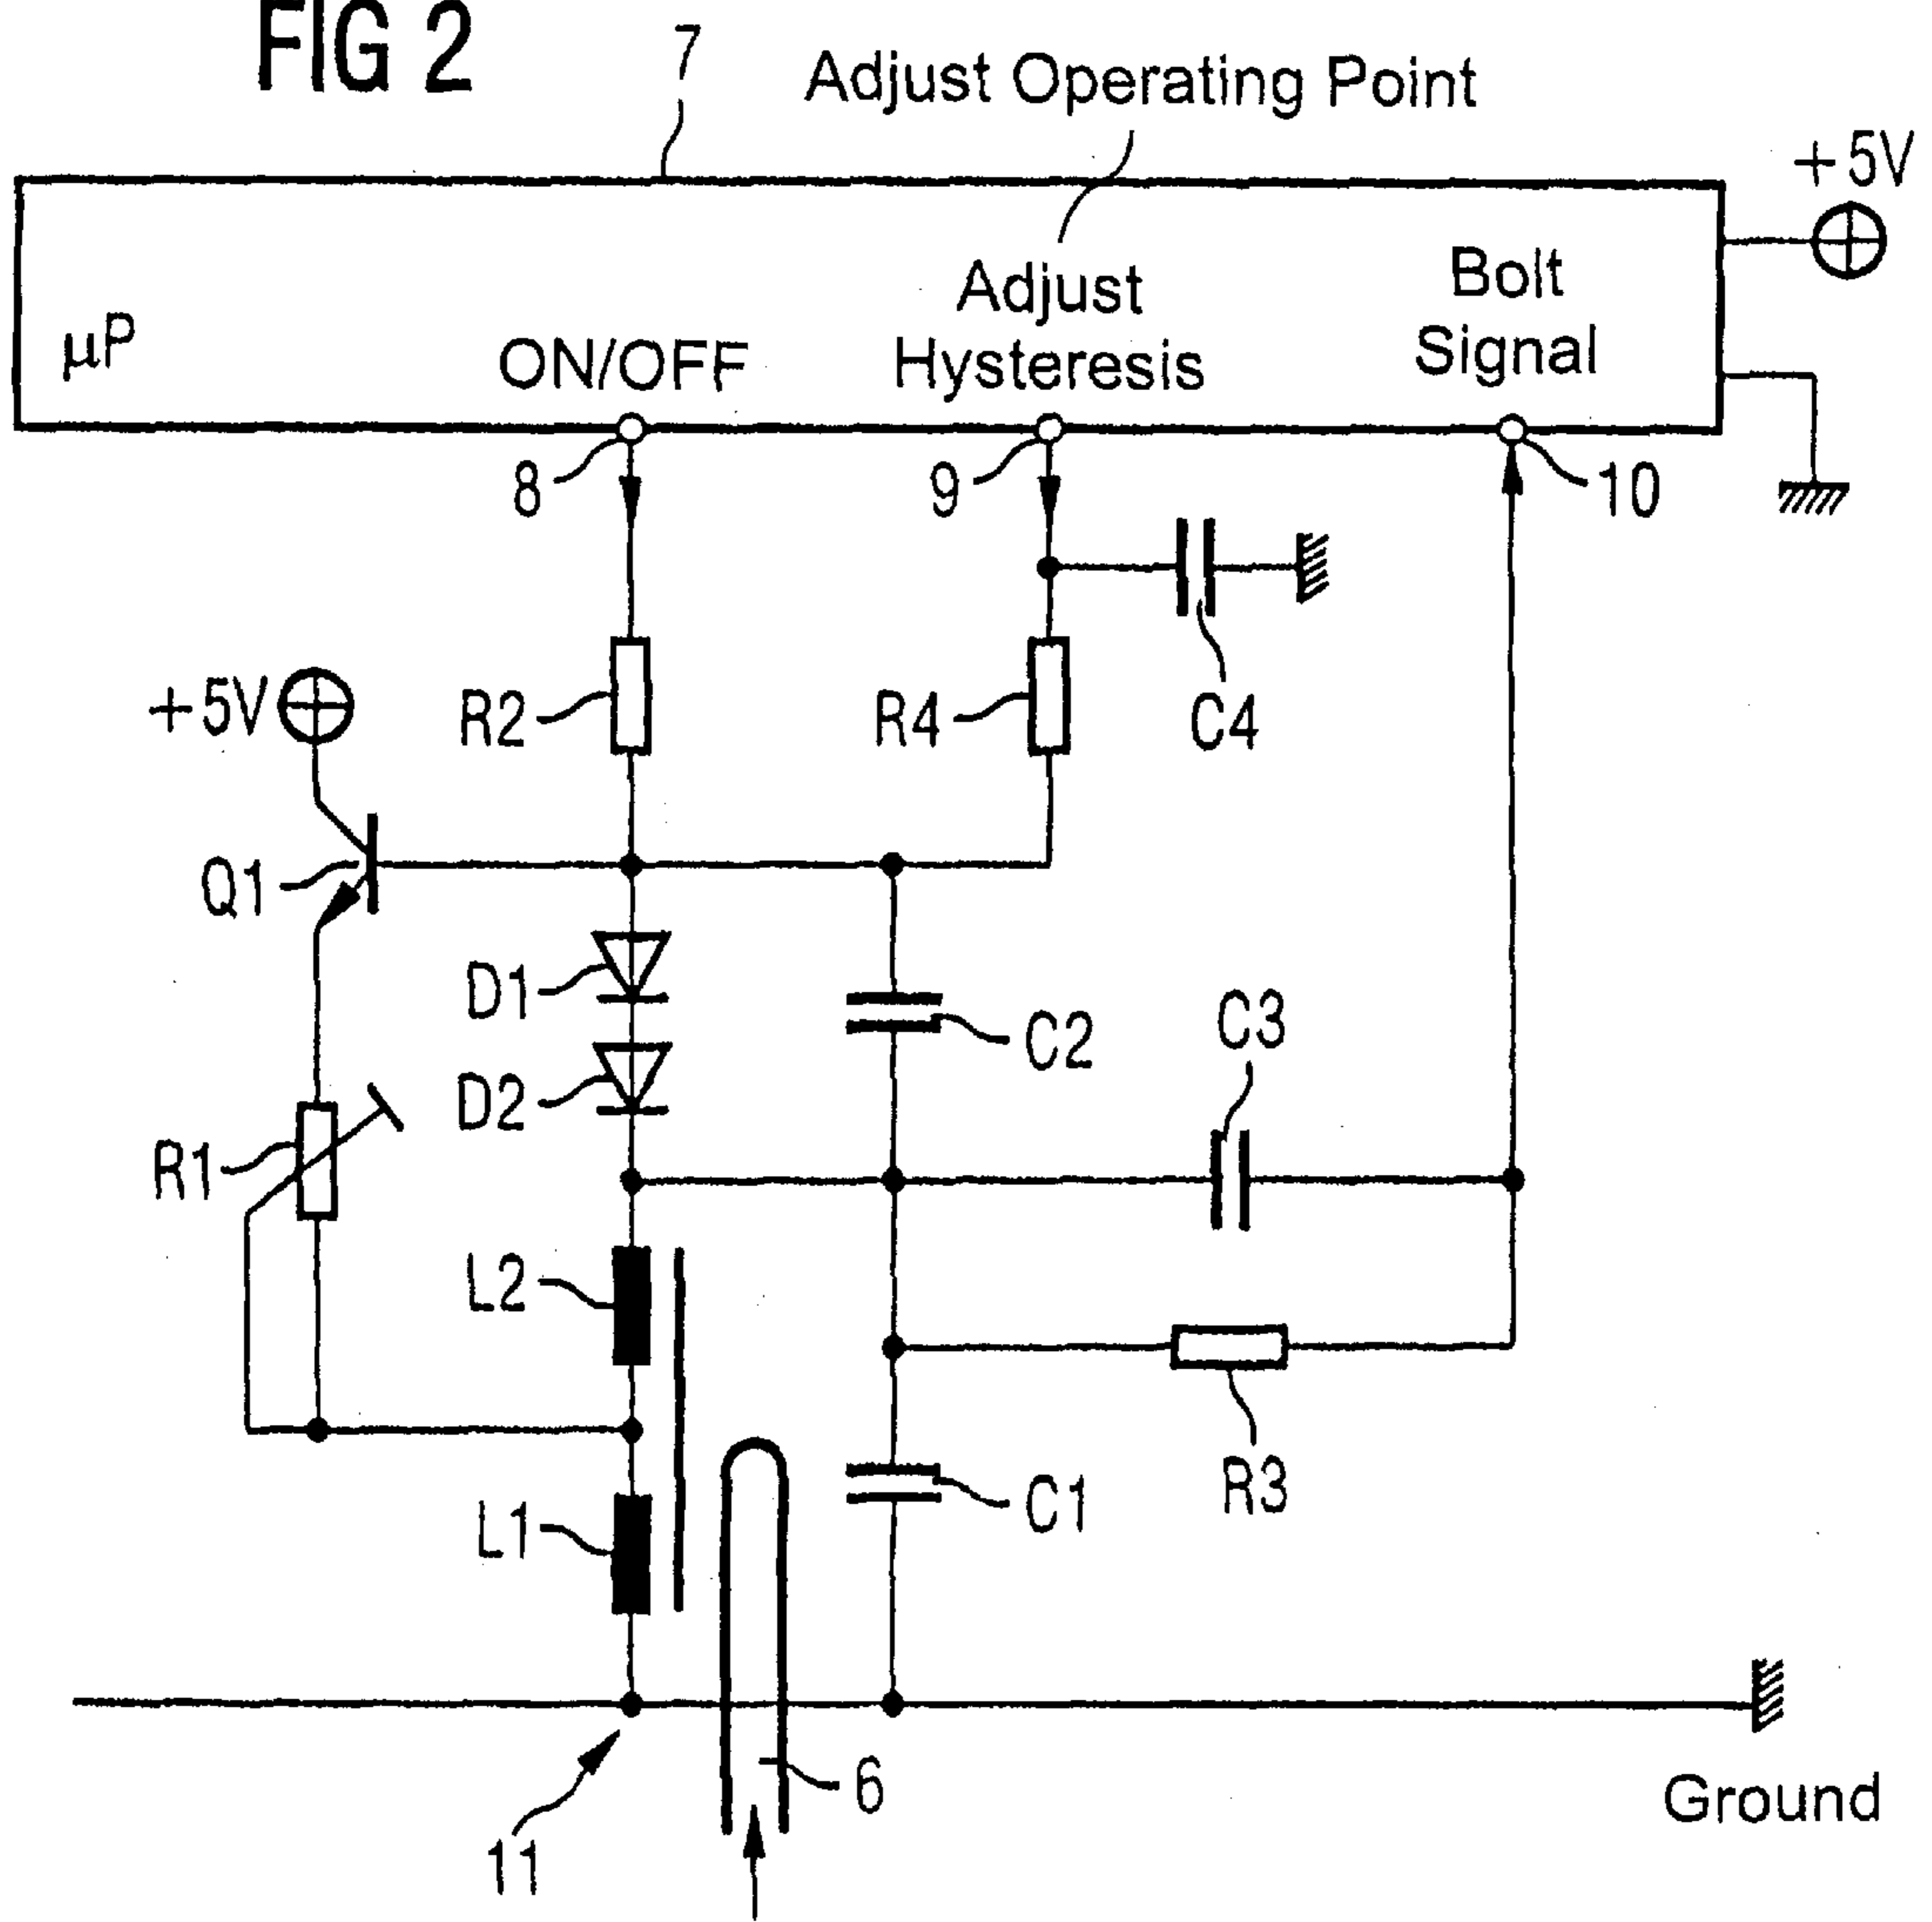 FIG 2
7
Adjust Operating Point
+5V
µP
ON/OFF
Adjust
Hysteresis
Bolt
Signal
8
9
10
+5V
R2
R4
C4
Q1
D1
C2
C3
D2
R1
L2
L1
C1
R3
6
Ground
11